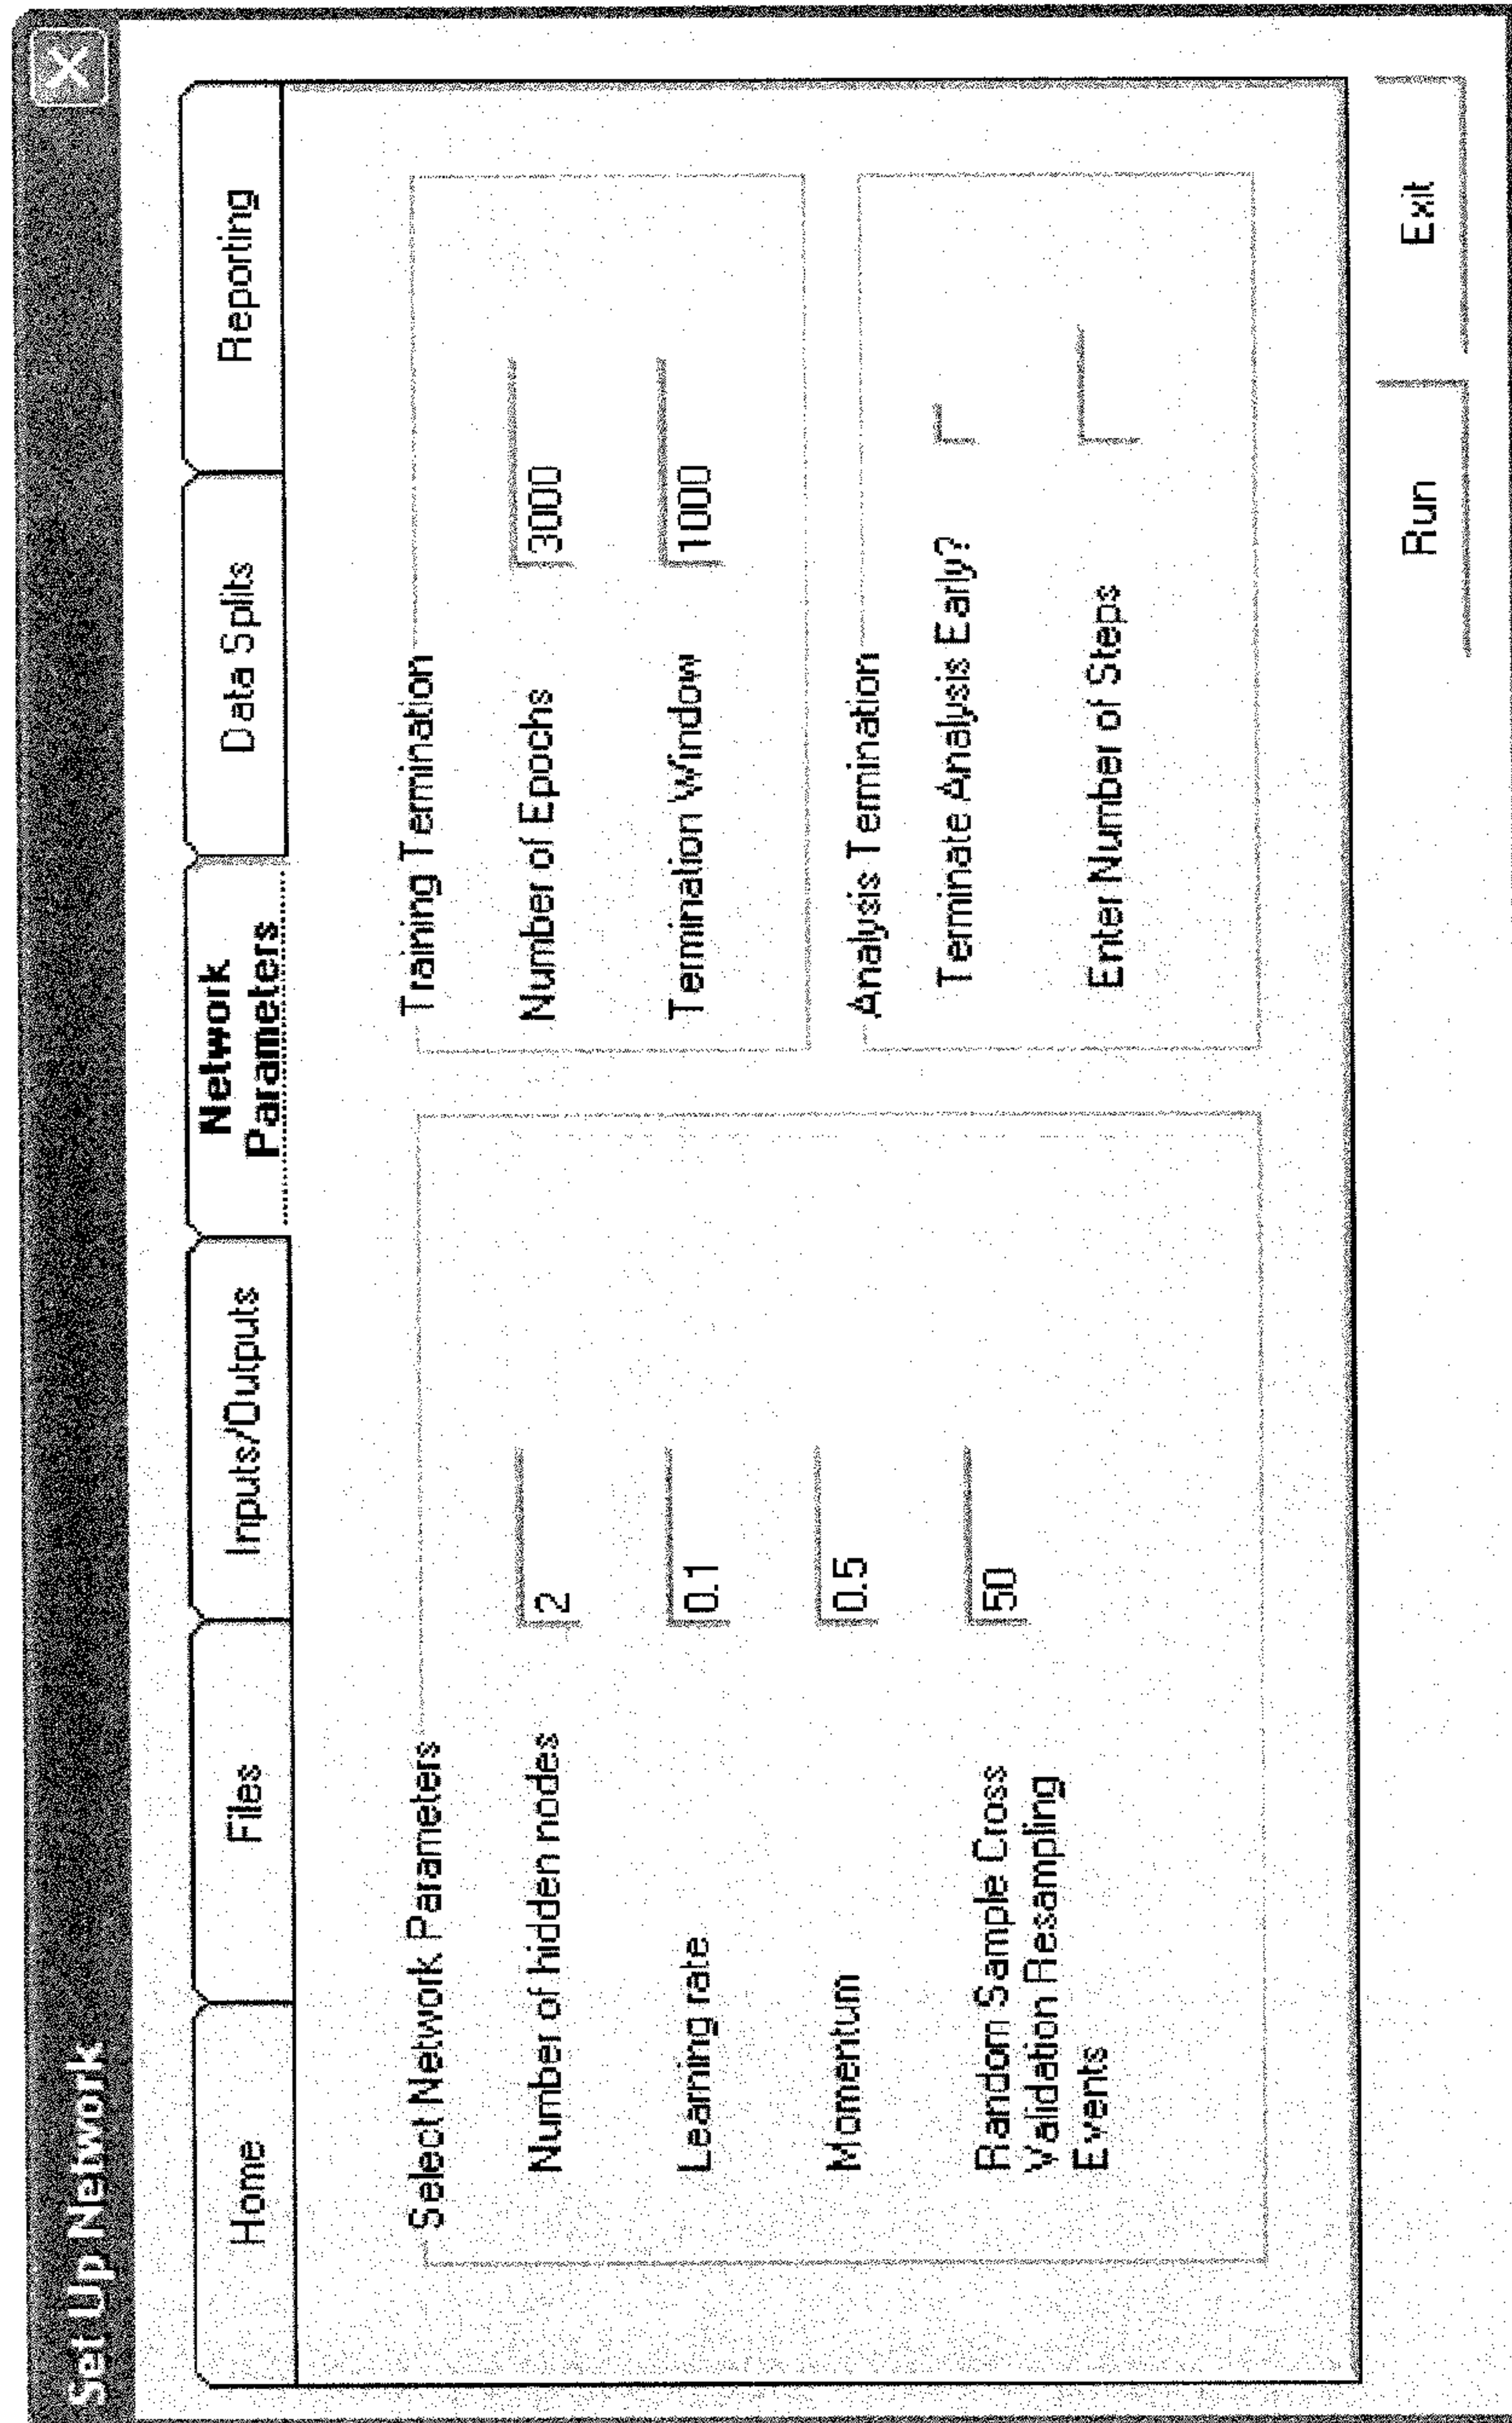 Set Up Network
Home
Files
Inputs/Outputs
Network
Parameters
Data Splits
Reporting
Select Network Parameters
Number of hidden nodes
2
Learning rate
0.1
Momentum
0.5
Random Sample Cross
Validation Resampling
Events
50
Training Termination
Number of Epochs
3000
Termination Window
1000
Analysis Termination
Terminate Analysis Early?
Enter Number of Steps
Run
Exit